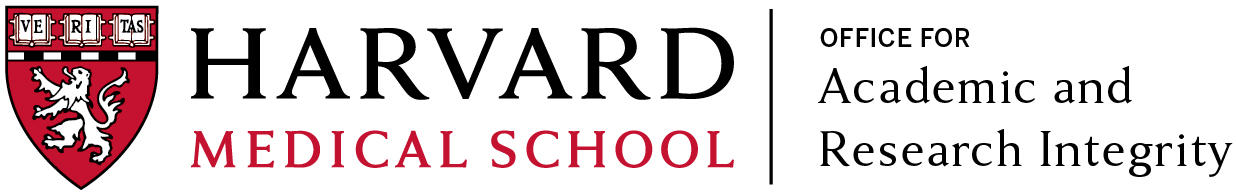 VE RI TAS
HARVARD
MEDICAL SCHOOL
OFFICE FOR
Academic and
Research Integrity